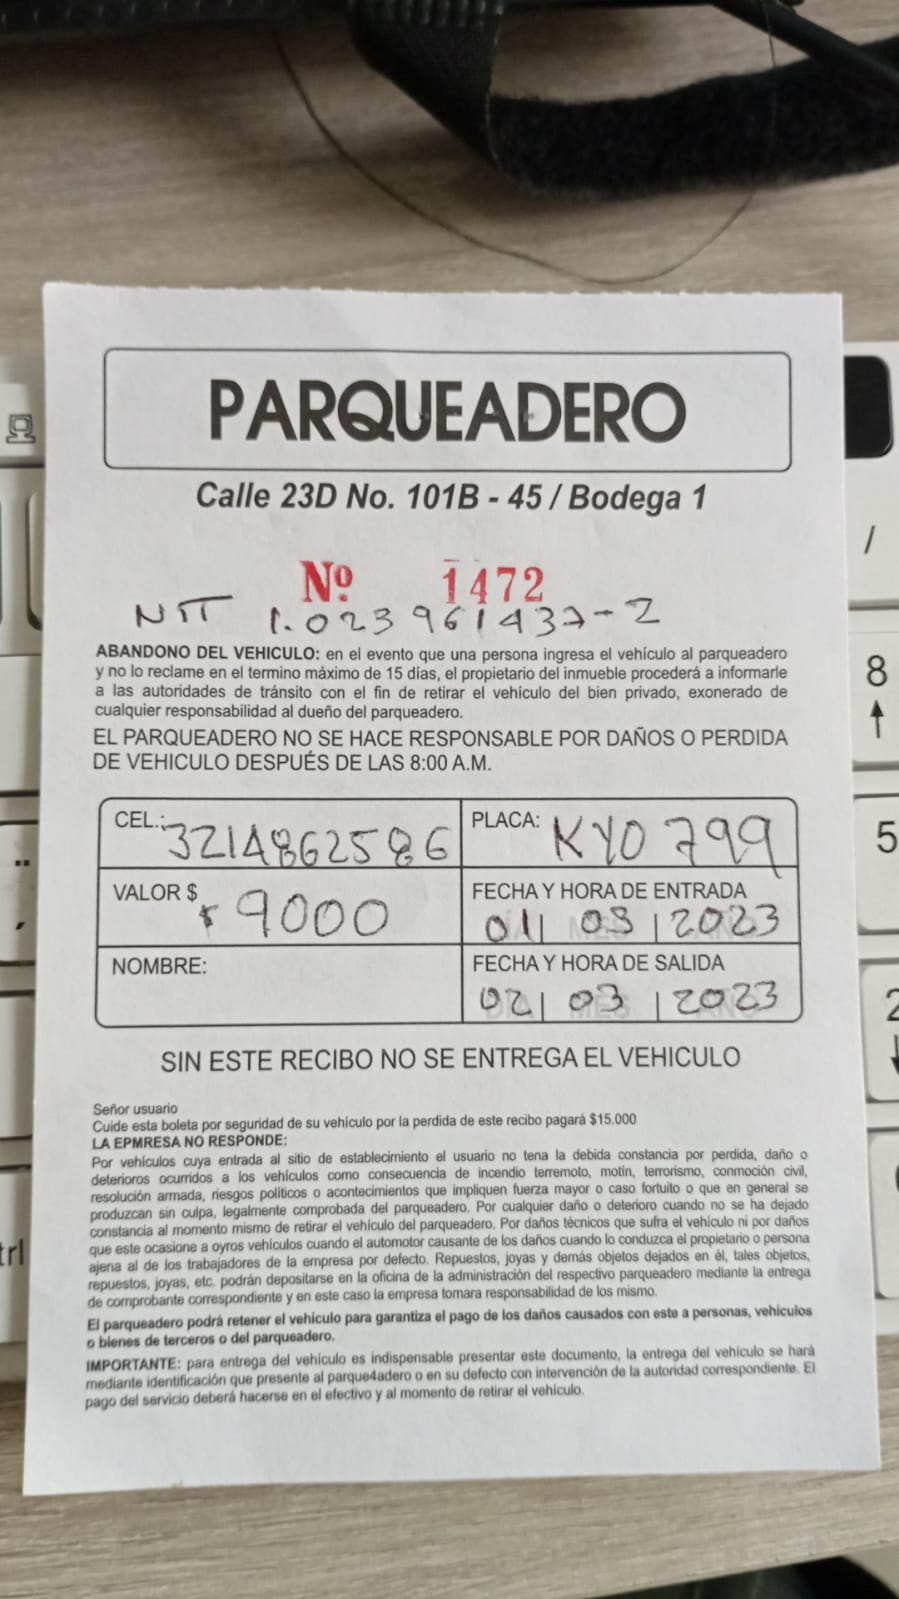 PARQUEADERO
Calle 23D No. 101B - 45 / Bodega 1
Nº 1472
NIT 1.023961437-2
ABANDONO DEL VEHICULO: en el evento que una persona ingresa el vehículo al parqueadero
y no lo reclame en el termino máximo de 15 días, el propietario del inmueble procederá a informarle
a las autoridades de tránsito con el fin de retirar el vehículo del bien privado, exonerado de
cualquier responsabilidad al dueño del parqueadero.
EL PARQUEADERO NO SE HACE RESPONSABLE POR DAÑOS O PERDIDA
DE VEHICULO DESPUÉS DE LAS 8:00 A.M.
CEL.: 3214862586 PLACA: KYO 799
VALOR $ $ 9000 FECHA Y HORA DE ENTRADA
01 | 03 | 2023
NOMBRE: FECHA Y HORA DE SALIDA
02 | 03 | 2023
SIN ESTE RECIBO NO SE ENTREGA EL VEHICULO
Señor usuario
Cuide esta boleta por seguridad de su vehículo por la perdida de este recibo pagará $15.000
LA EPMRESA NO RESPONDE:
Por vehículos cuya entrada al sitio de establecimiento el usuario no tena la debida constancia por perdida, daño o
deterioros ocurridos a los vehículos como consecuencia de incendio terremoto, motín, terrorismo, conmoción civil,
resolución armada, riesgos políticos o acontecimientos que impliquen fuerza mayor o caso fortuito o que en general se
produzcan sin culpa, legalmente comprobada del parqueadero. Por cualquier daño o deterioro cuando no se ha dejado
constancia al momento mismo de retirar el vehículo del parqueadero. Por daños técnicos que sufra el vehículo ni por daños
que este ocasione a oyros vehículos cuando el automotor causante de los daños cuando lo conduzca el propietario o persona
ajena al de los trabajadores de la empresa por defecto. Repuestos, joyas y demás objetos dejados en él, tales objetos,
repuestos, joyas, etc. podrán depositarse en la oficina de la administración del respectivo parqueadero mediante la entrega
de comprobante correspondiente y en este caso la empresa tomara responsabilidad de los mismo.
El parqueadero podrá retener el vehículo para garantiza el pago de los daños causados con este a personas, vehículos
o bienes de terceros o del parqueadero.
IMPORTANTE: para entrega del vehículo es indispensable presentar este documento, la entrega del vehículo se hará
mediante identificación que presente al parque4adero o en su defecto con intervención de la autoridad correspondiente. El
pago del servicio deberá hacerse en el efectivo y al momento de retirar el vehículo.
/
8
5
2
trl